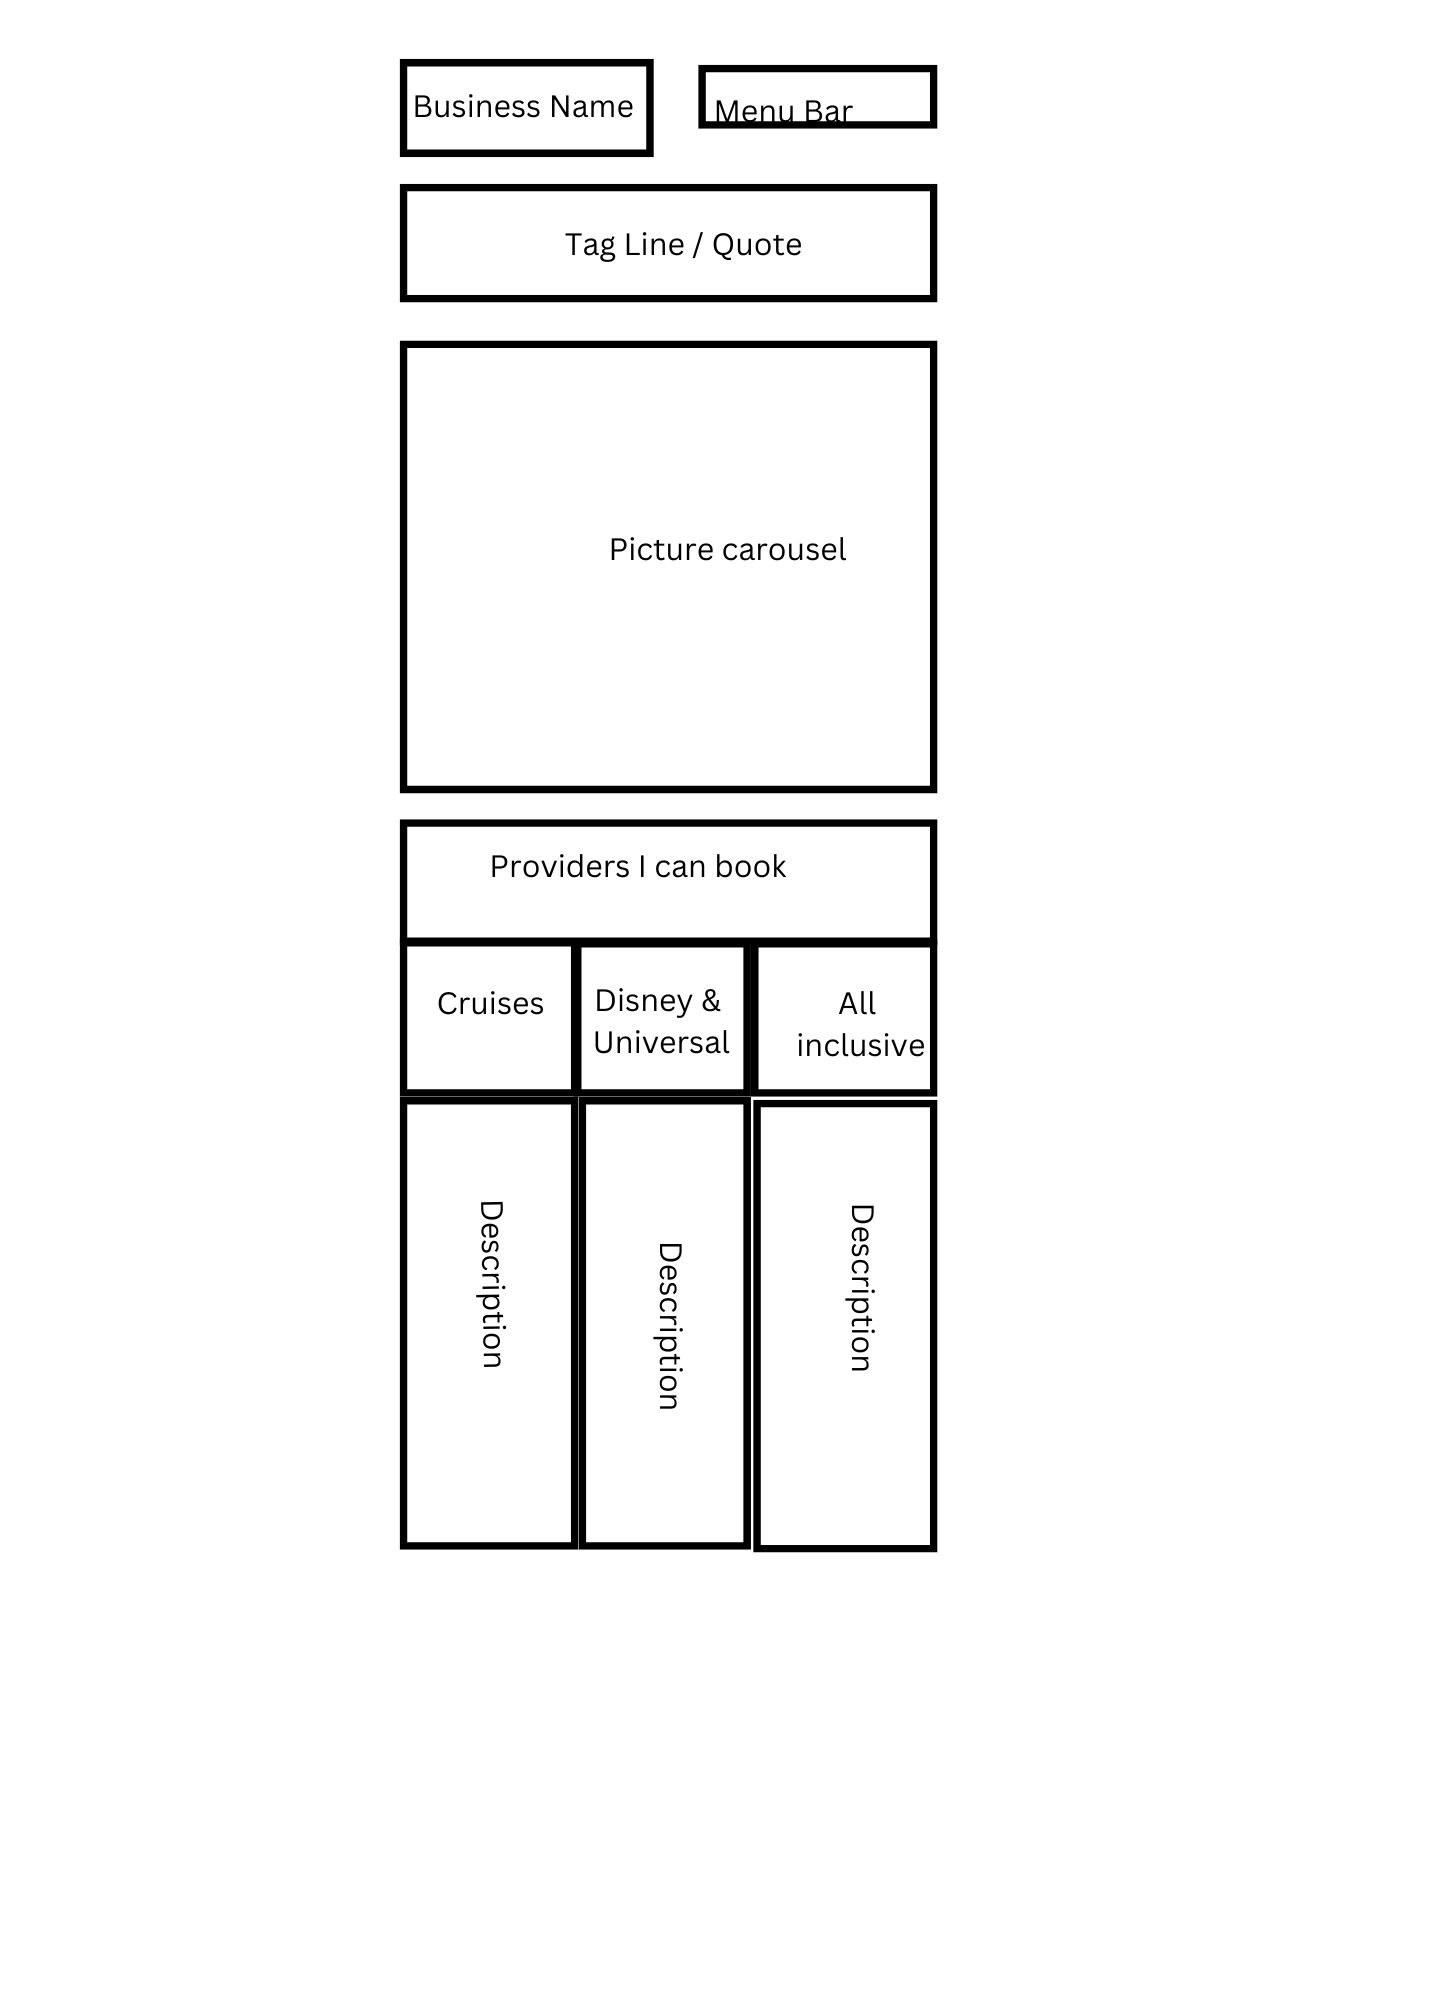 Business Name
Menu Bar
Tag Line / Quote
Picture carousel
Providers I can book
Cruises
Disney &
Universal
All
inclusive
Description
Description
Description